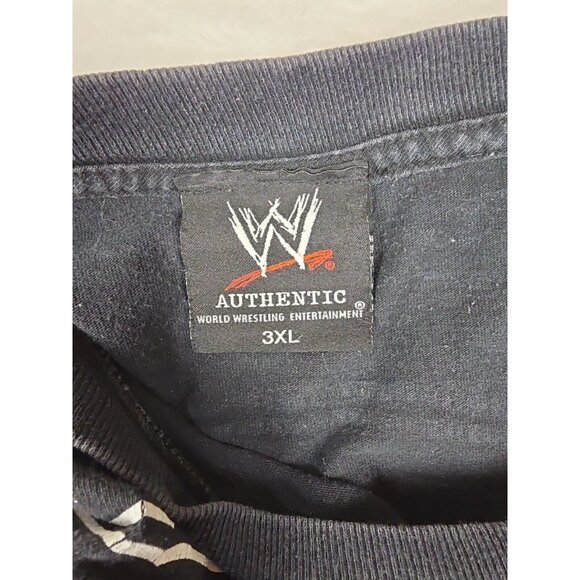 W®
AUTHENTIC
WORLD WRESTLING ENTERTAINMENT®
3XL